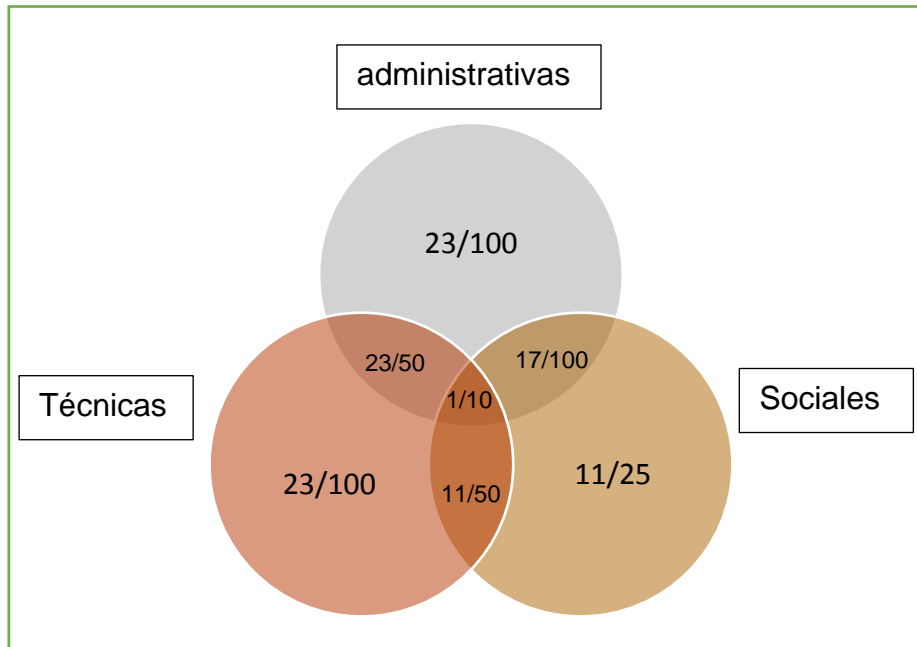 administrativas
23/100
23/50
17/100
1/10
Técnicas
Sociales
23/100
11/50
11/25